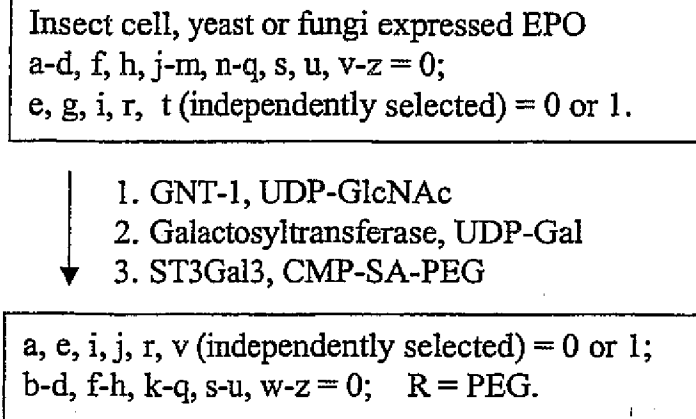 Insect cell, yeast or fungi expressed EPO
a-d, f, h, j-m, n-q, s, u, v-z = 0;
e, g, i, r, t (independently selected) = 0 or 1.
1. GNT-1, UDP-GlcNAc
2. Galactosyltransferase, UDP-Gal
3. ST3Gal3, CMP-SA-PEG
a, e, i, j, r, v (independently selected) = 0 or 1;
b-d, f-h, k-q, s-u, w-z = 0; R = PEG.